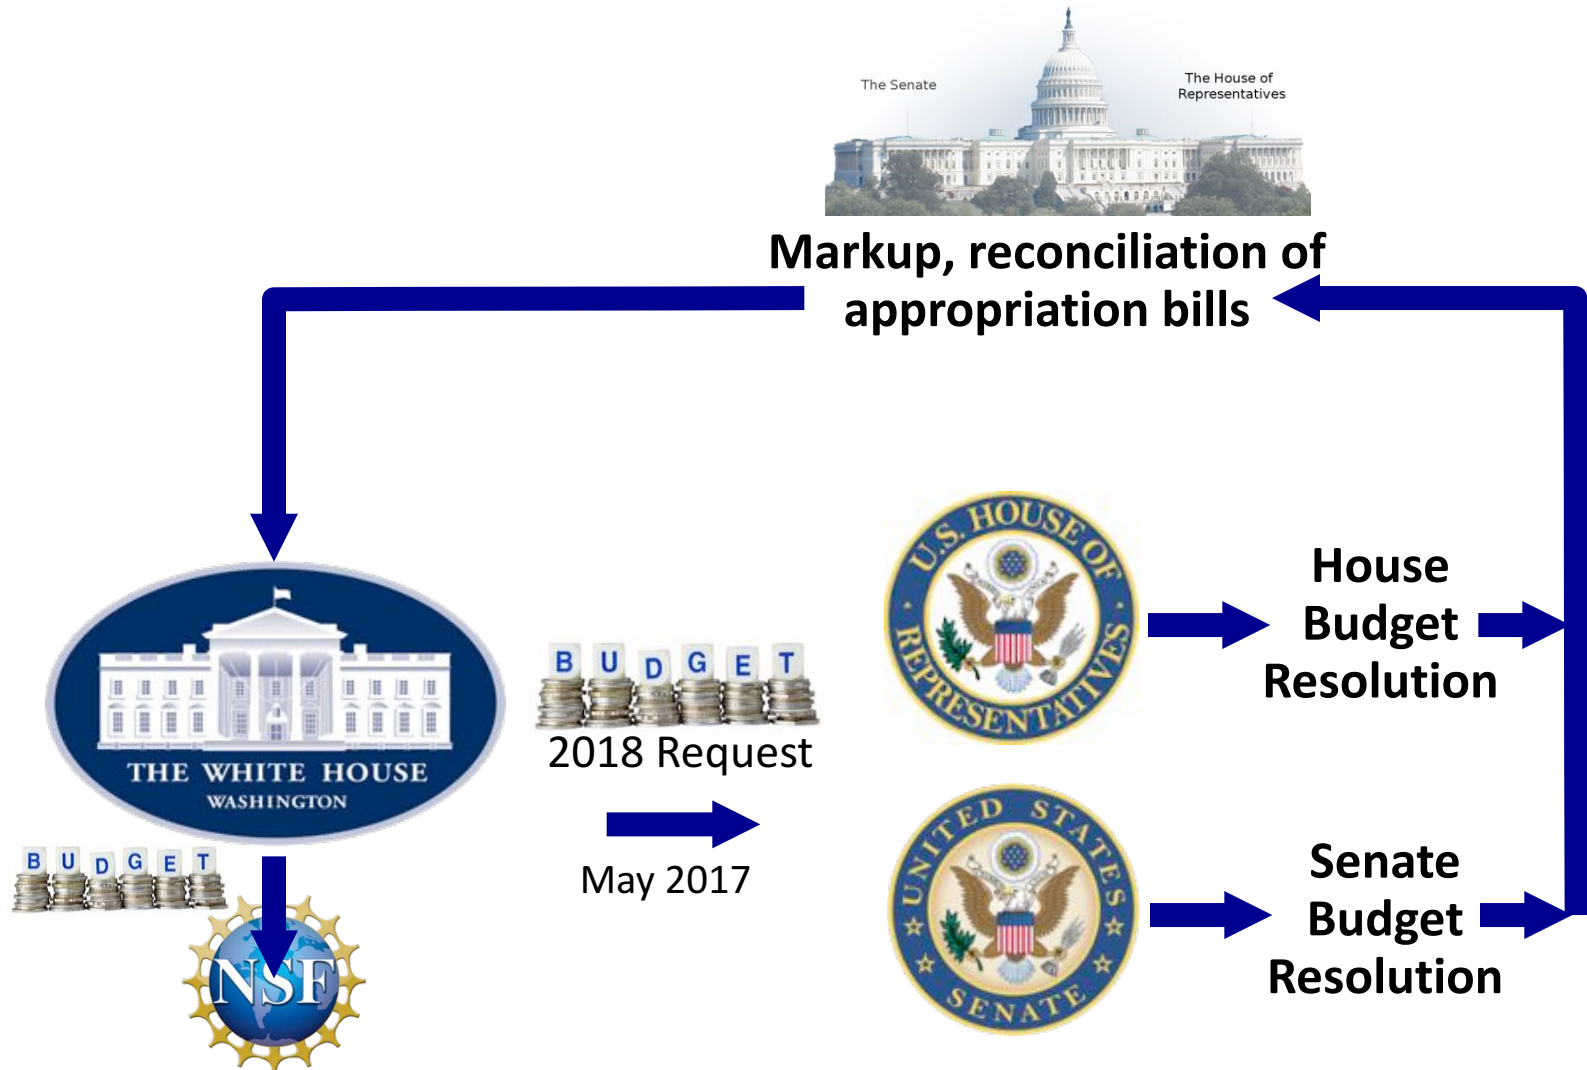 The Senate
The House of
Representatives
Markup, reconciliation of
appropriation bills
U.S. HOUSE OF
REPRESENTATIVES
House
Budget
Resolution
THE WHITE HOUSE
WASHINGTON
BUDGET
2018 Request
May 2017
UNITED STATES
SENATE
Senate
Budget
Resolution
BUDGET
NSF